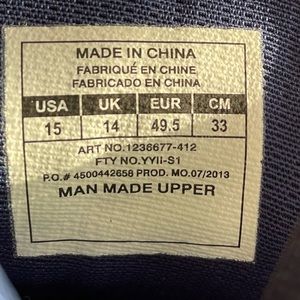 MADE IN CHINA
FABRIQUÉ EN CHINE
FABRICADO EN CHINA
USA UK EUR CM
15 14 49.5 33
ART NO.1236677-412
FTY NO.YYII-S1
P.O.# 4500442658 PROD. MO.07/2013
MAN MADE UPPER